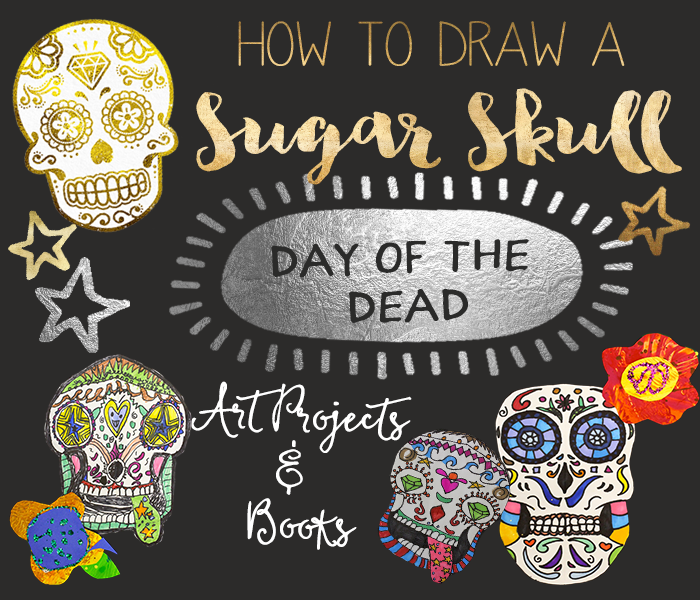 HOW TO DRAW A
Sugar Skull
DAY OF THE
DEAD
Art Projects
&
Books